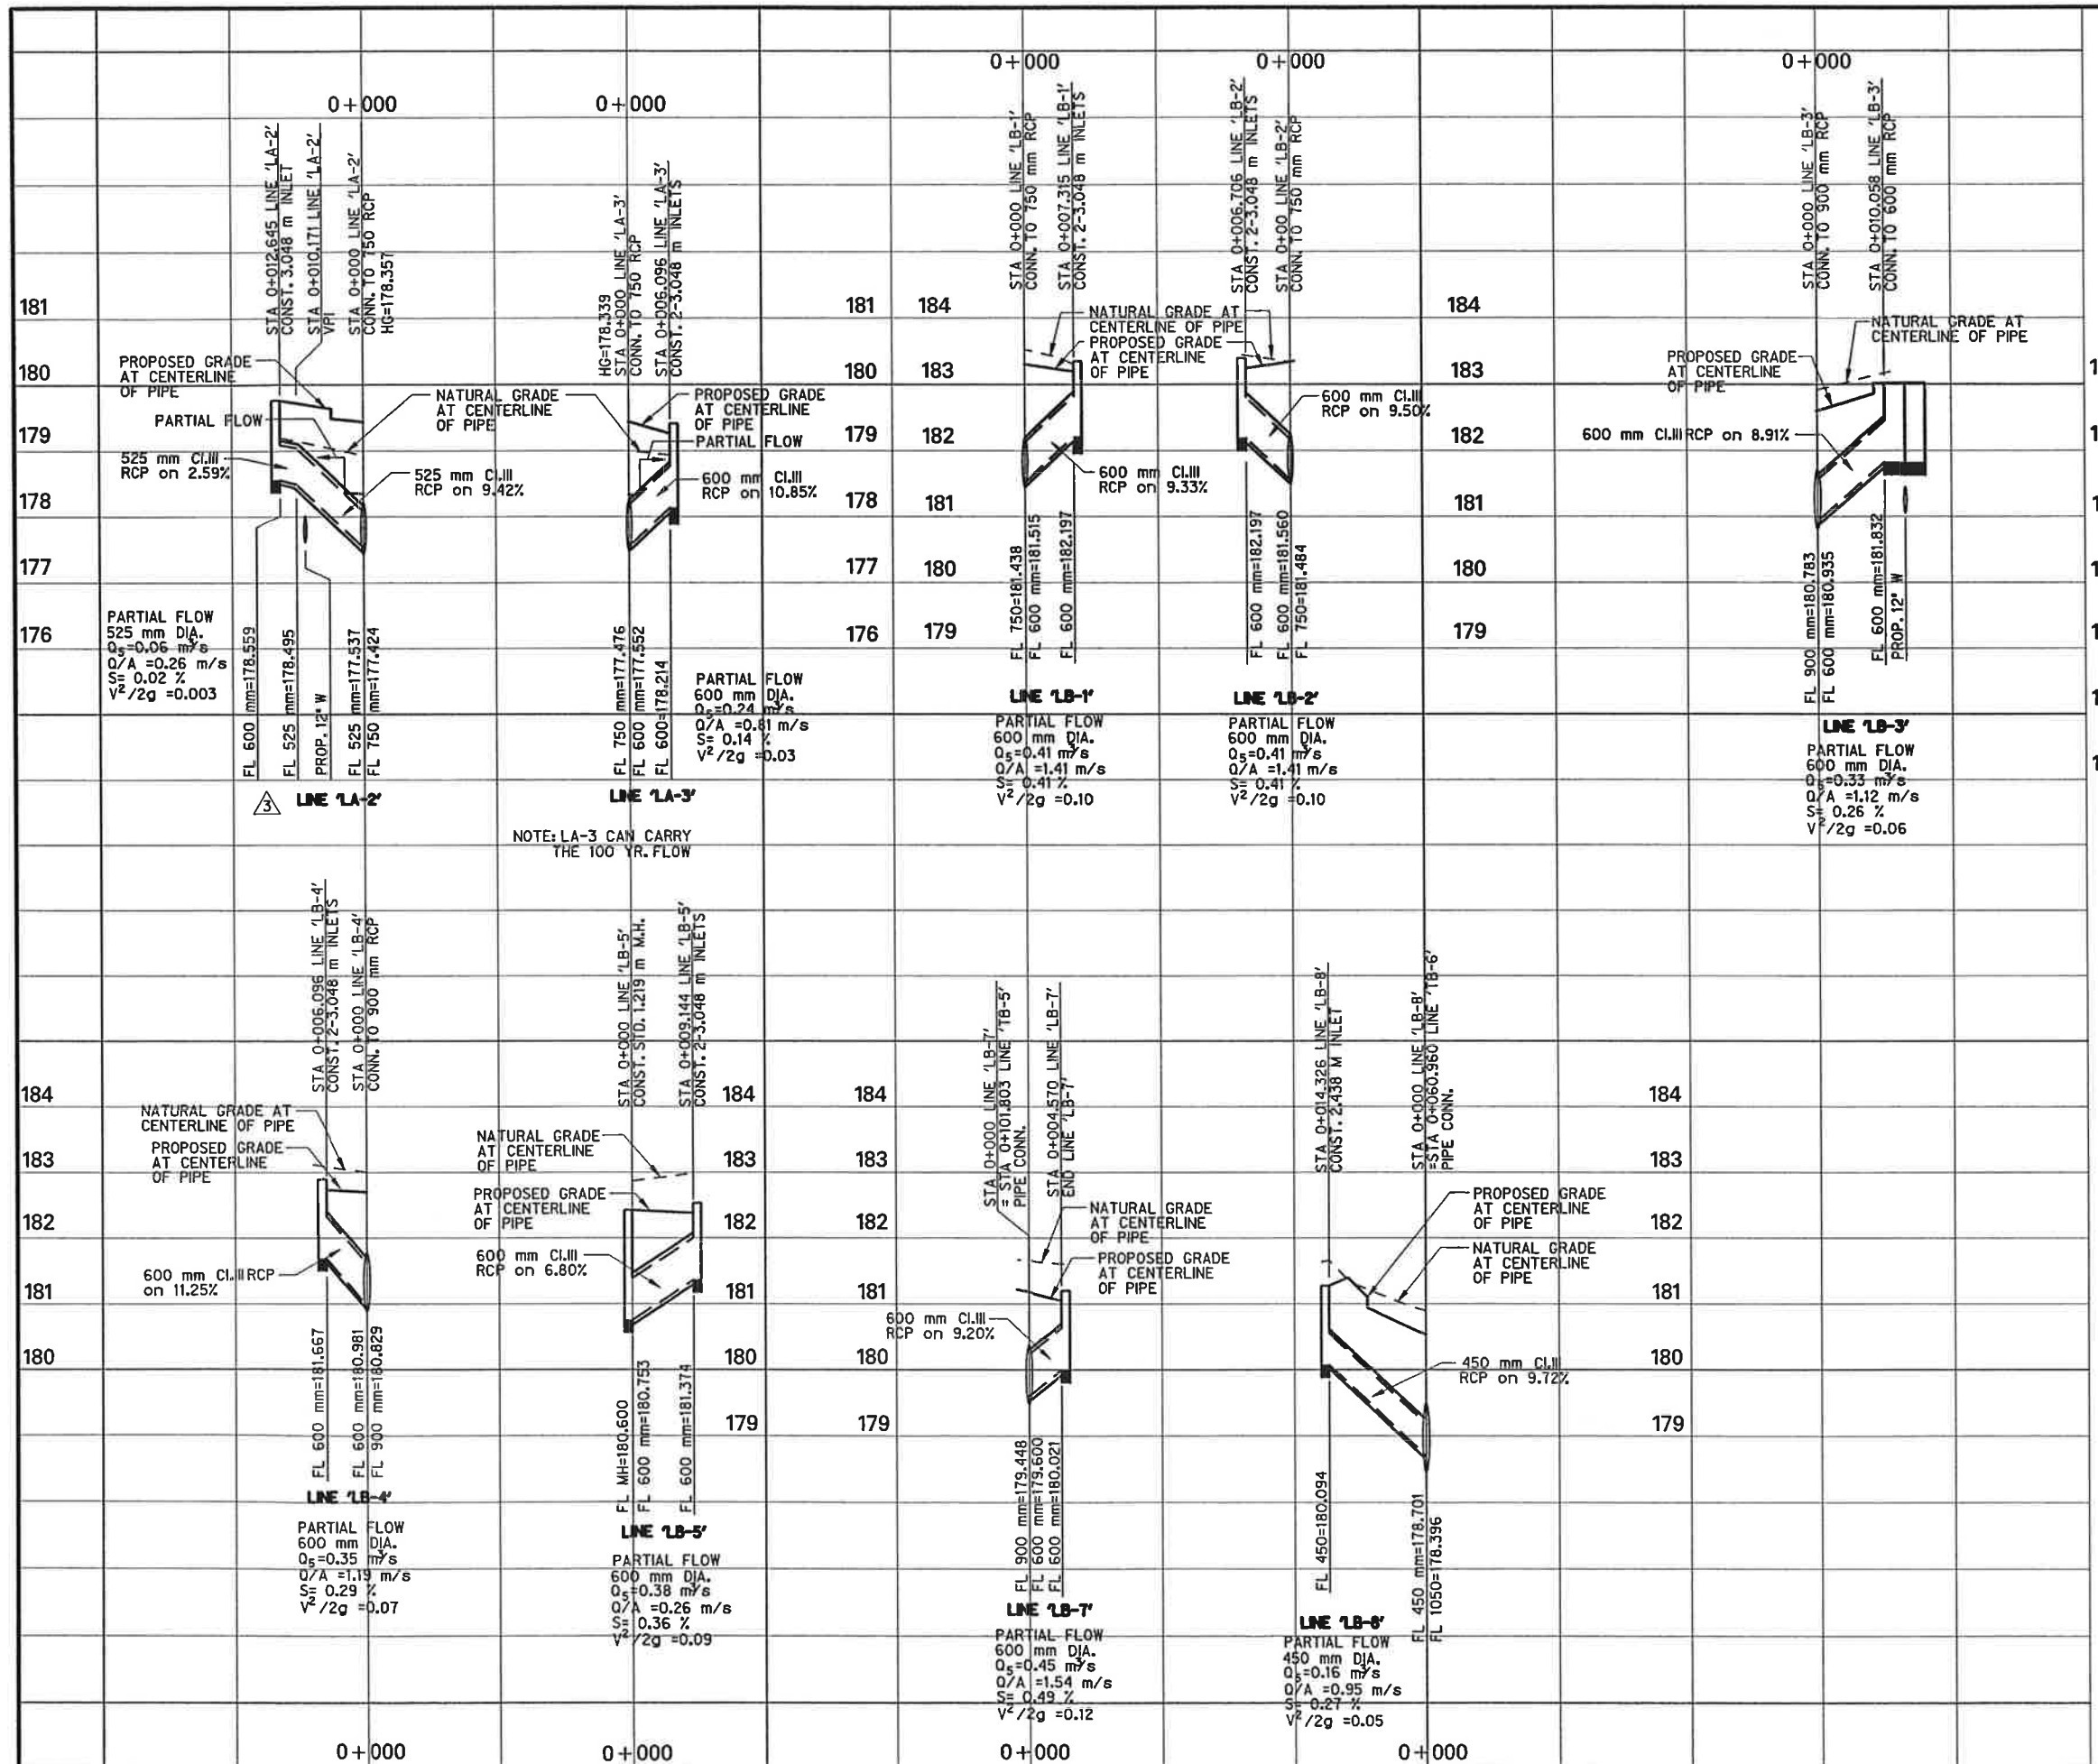 0+000
0+000
0+000
0+000
0+000
STA 0+012.645 LINE 'LA-2'
CONST. 3.048 m INLET
STA 0+010.171 LINE 'LA-2'
VPI
STA 0+000 LINE 'LA-2'
CONN. TO 750 RCP
HG=178.357
HG=178.339
STA 0+000 LINE 'LA-3'
CONN. TO 750 RCP
STA 0+006.096 LINE 'LA-3'
CONST. 2-3.048 m INLETS
STA 0+000 LINE 'LB-1'
CONN. TO 750 mm RCP
STA 0+007.315 LINE 'LB-1'
CONST. 2-3.048 m INLETS
STA 0+006.706 LINE 'LB-2'
CONST. 2-3.048 m INLETS
STA 0+00 LINE 'LB-2'
CONN. TO 750 mm RCP
STA 0+000 LINE 'LB-3'
CONN. TO 900 mm RCP
STA 0+010.058 LINE 'LB-3'
CONN. TO 600 mm RCP
181
180
179
178
177
176
PROPOSED GRADE
AT CENTERLINE
OF PIPE
PARTIAL FLOW
525 mm Cl.III
RCP on 2.59%
NATURAL GRADE
AT CENTERLINE
OF PIPE
525 mm Cl.III
RCP on 9.42%
PROPOSED GRADE
AT CENTERLINE
OF PIPE
PARTIAL FLOW
600 mm Cl.III
RCP on 10.85%
181 184
180 183
179 182
178 181
177 180
176 179
NATURAL GRADE AT
CENTERLINE OF PIPE
PROPOSED GRADE
AT CENTERLINE
OF PIPE
600 mm Cl.III
RCP on 9.33%
600 mm Cl.III
RCP on 9.50%
184
183
182
181
180
179
NATURAL GRADE AT
CENTERLINE OF PIPE
PROPOSED GRADE
AT CENTERLINE
OF PIPE
600 mm Cl.III RCP on 8.91%
1
1
1
1
1
1
1
PARTIAL FLOW
525 mm DIA.
Q5=0.06 m³/s
Q/A =0.26 m/s
S= 0.02 %
V²/2g =0.003
FL 600 mm=178.559
FL 525 mm=178.495
PROP. 12" W
FL 525 mm=177.537
FL 750 mm=177.424
3
LINE 'LA-2'
FL 750 mm=177.476
FL 600 mm=177.552
FL 600=178.214
PARTIAL FLOW
600 mm DIA.
Q5=0.24 m³/s
Q/A =0.81 m/s
S= 0.14 %
V²/2g =0.03
LINE 'LA-3'
NOTE: LA-3 CAN CARRY
THE 100 YR. FLOW
FL 750=181.438
FL 600 mm=181.515
FL 600 mm=182.197
LINE 'LB-1'
PARTIAL FLOW
600 mm DIA.
Q5=0.41 m³/s
Q/A =1.41 m/s
S= 0.41 %
V²/2g =0.10
FL 600 mm=182.197
FL 600 mm=181.560
FL 750=181.484
LINE 'LB-2'
PARTIAL FLOW
600 mm DIA.
Q5=0.41 m³/s
Q/A =1.41 m/s
S= 0.41 %
V²/2g =0.10
FL 900 mm=180.783
FL 600 mm=180.935
FL 600 mm=181.832
PROP. 12" W
LINE 'LB-3'
PARTIAL FLOW
600 mm DIA.
Q5=0.33 m³/s
Q/A =1.12 m/s
S= 0.26 %
V²/2g =0.06
STA 0+006.096 LINE 'LB-4'
CONST. 2-3.048 m INLETS
STA 0+000 LINE 'LB-4'
CONN. TO 900 mm RCP
STA 0+000 LINE 'LB-5'
CONST. STD. 1.219 m M.H.
STA 0+009.144 LINE 'LB-5'
CONST. 2-3.048 m INLETS
STA 0+000 LINE 'LB-7'
= STA 0+101.803 LINE 'TB-5'
PIPE CONN.
STA 0+004.570 LINE 'LB-7'
END LINE 'LB-7'
STA 0+014.326 LINE 'LB-8'
CONST. 2.438 M INLET
STA 0+000 LINE 'LB-8'
=STA 0+060.960 LINE 'TB-6'
PIPE CONN.
184
183
182
181
180
NATURAL GRADE AT
CENTERLINE OF PIPE
PROPOSED GRADE
AT CENTERLINE
OF PIPE
600 mm Cl.III RCP
on 11.25%
NATURAL GRADE
AT CENTERLINE
OF PIPE
PROPOSED GRADE
AT CENTERLINE
OF PIPE
600 mm Cl.III
RCP on 6.80%
184 184
183 183
182 182
181 181
180 180
179 179
NATURAL GRADE
AT CENTERLINE
OF PIPE
PROPOSED GRADE
AT CENTERLINE
OF PIPE
600 mm Cl.III
RCP on 9.20%
PROPOSED GRADE
AT CENTERLINE
OF PIPE
NATURAL GRADE
AT CENTERLINE
OF PIPE
450 mm Cl.III
RCP on 9.72%
184
183
182
181
180
179
FL 600 mm=181.667
FL 600 mm=180.981
FL 900 mm=180.829
LINE 'LB-4'
PARTIAL FLOW
600 mm DIA.
Q5=0.35 m³/s
Q/A =1.19 m/s
S= 0.29 %
V²/2g =0.07
FL MH=180.600
FL 600 mm=180.753
FL 600 mm=181.374
LINE 'LB-5'
PARTIAL FLOW
600 mm DIA.
Q5=0.38 m³/s
Q/A =0.26 m/s
S= 0.36 %
V²/2g =0.09
FL 900 mm=179.448
FL 600 mm=179.600
FL 600 mm=180.021
LINE 'LB-7'
PARTIAL FLOW
600 mm DIA.
Q5=0.45 m³/s
Q/A =1.54 m/s
S= 0.49 %
V²/2g =0.12
FL 450=180.094
FL 450 mm=178.701
FL 1050=178.396
LINE 'LB-8'
PARTIAL FLOW
450 mm DIA.
Q5=0.16 m³/s
Q/A =0.95 m/s
S= 0.27 %
V²/2g =0.05
0+000
0+000
0+000
0+000